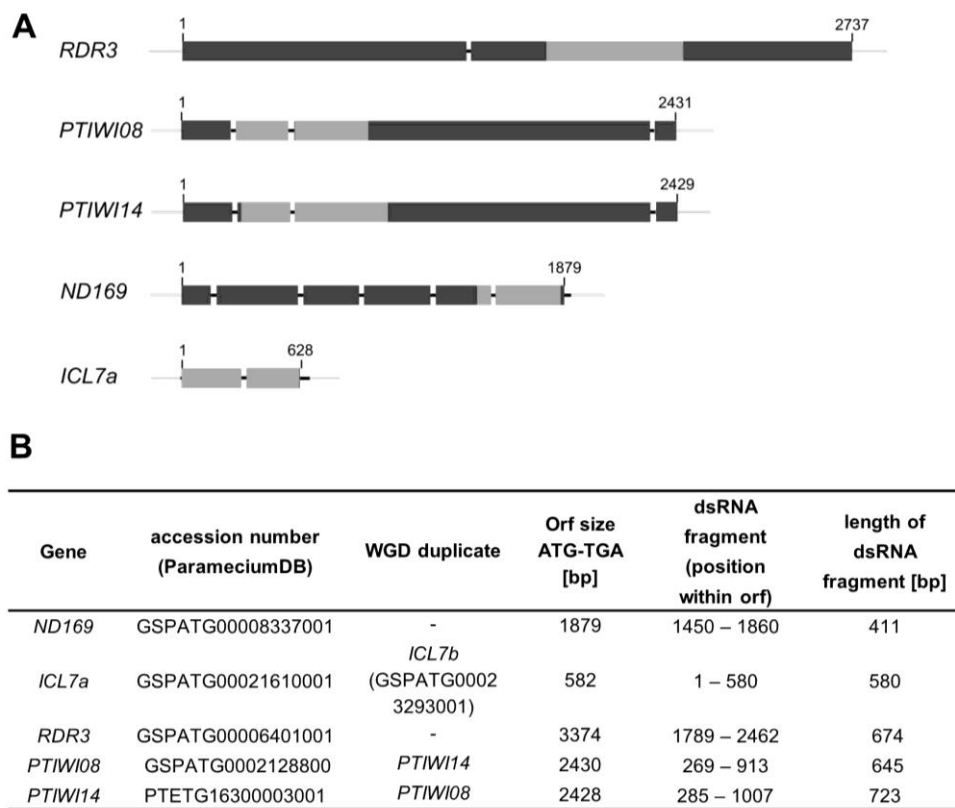 A
1 2737
RDR3
1 2431
PTIWI08
1 2429
PTIWI14
1 1879
ND169
1 628
ICL7a
B
Gene accession number (ParameciumDB) WGD duplicate Orf size ATG-TGA [bp] dsRNA fragment (position within orf) length of dsRNA fragment [bp]
ND169 GSPATG00008337001 - 1879 1450 – 1860 411
ICL7a GSPATG00021610001 ICL7b (GSPATG0002 3293001) 582 1 – 580 580
RDR3 GSPATG00006401001 - 3374 1789 – 2462 674
PTIWI08 GSPATG0002128800 PTIWI14 2430 269 – 913 645
PTIWI14 PTETG16300003001 PTIWI08 2428 285 – 1007 723